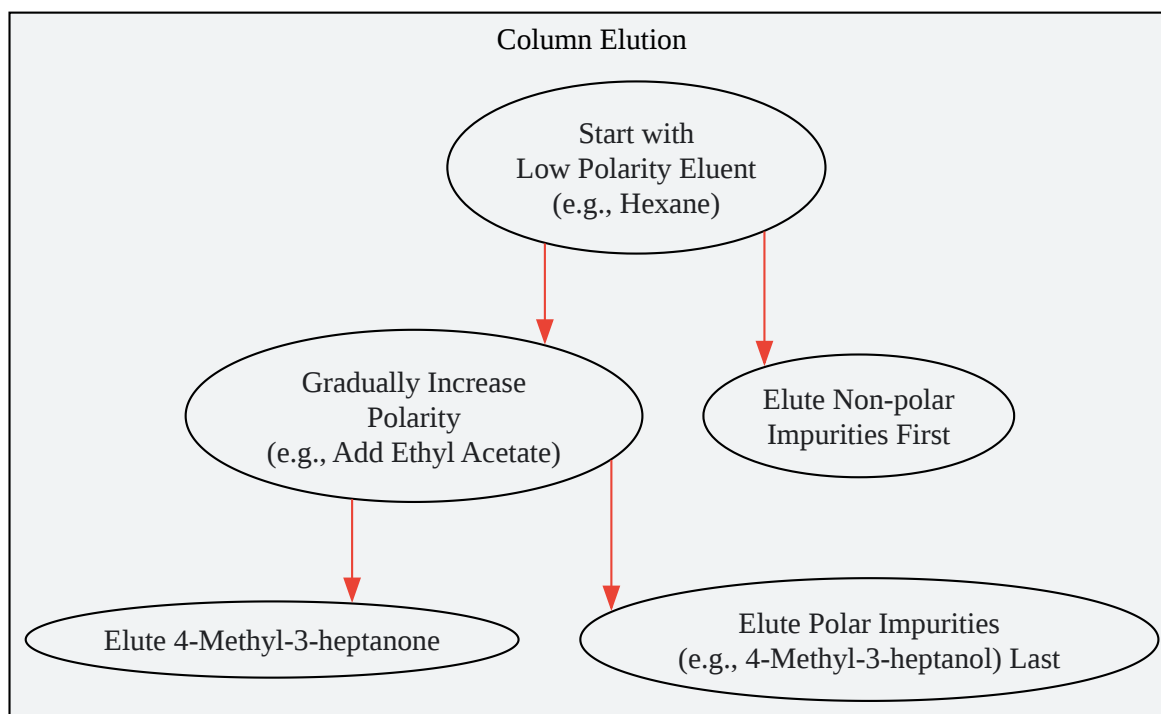 Column Elution
Start with
Low Polarity Eluent
(e.g., Hexane)
Gradually Increase
Polarity
(e.g., Add Ethyl Acetate)
Elute Non-polar
Impurities First
Elute 4-Methyl-3-heptanone
Elute Polar Impurities
(e.g., 4-Methyl-3-heptanol) Last